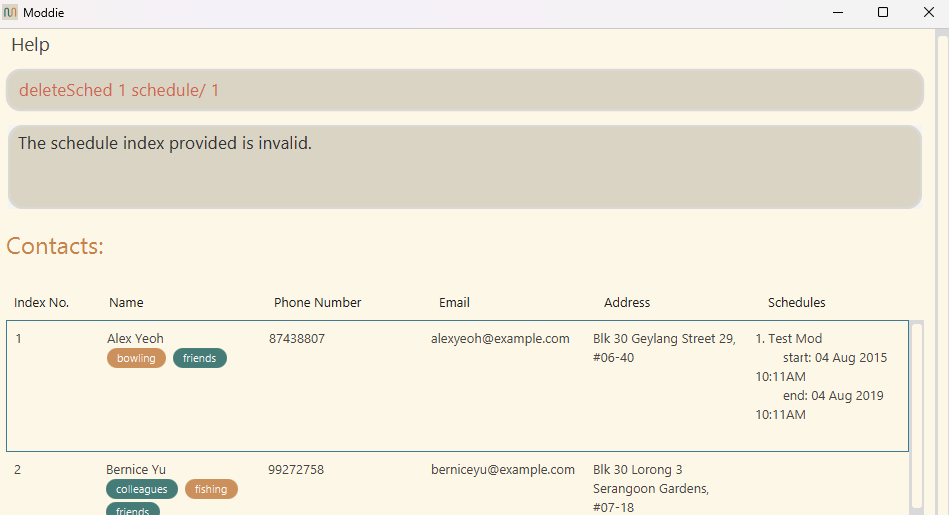 Moddie
Help
deleteSched 1 schedule/ 1
The schedule index provided is invalid.
Contacts:
Index No. Name Phone Number Email Address Schedules
1 Alex Yeoh 87438807 alexyeoh@example.com Blk 30 Geylang Street 29, 1. Test Mod
bowling friends #06-40 start: 04 Aug 2015
10:11AM
end: 04 Aug 2019
10:11AM
2 Bernice Yu 99272758 berniceyu@example.com Blk 30 Lorong 3
colleagues fishing Serangoon Gardens,
friends #07-18